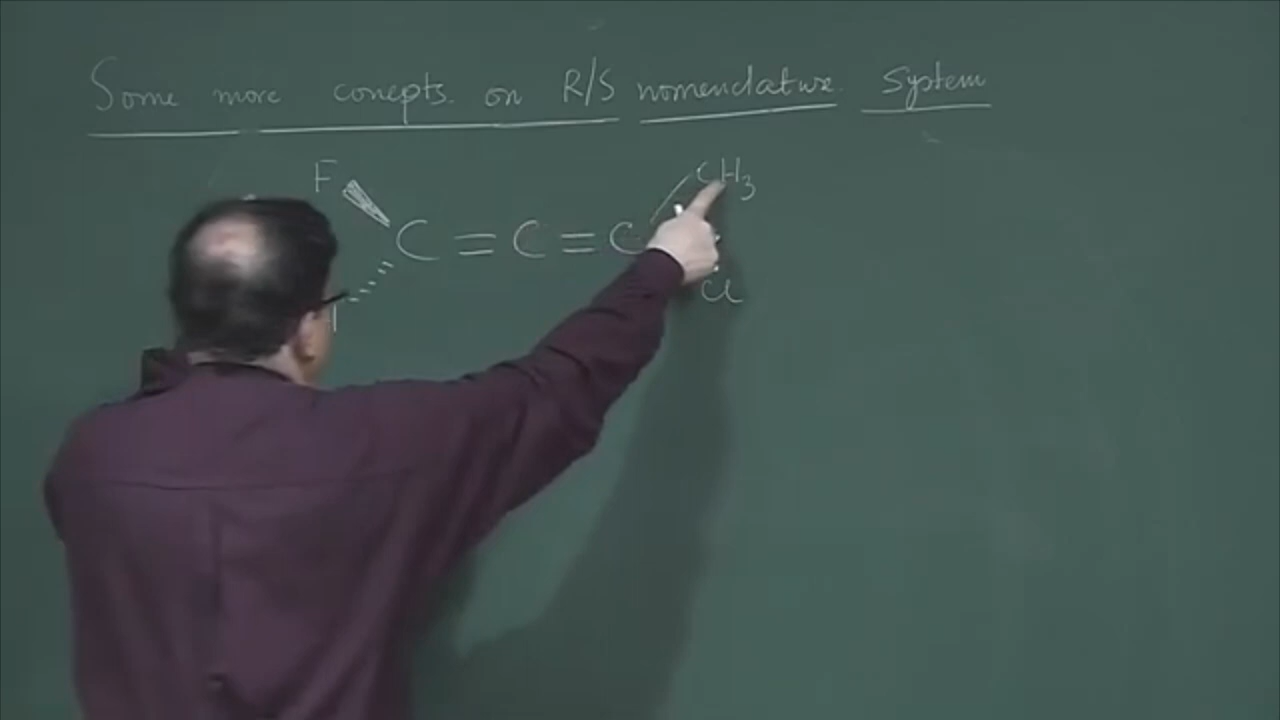 Some more concepts. on R/S nomenclature. System
F CH3
C = C = C
Cl